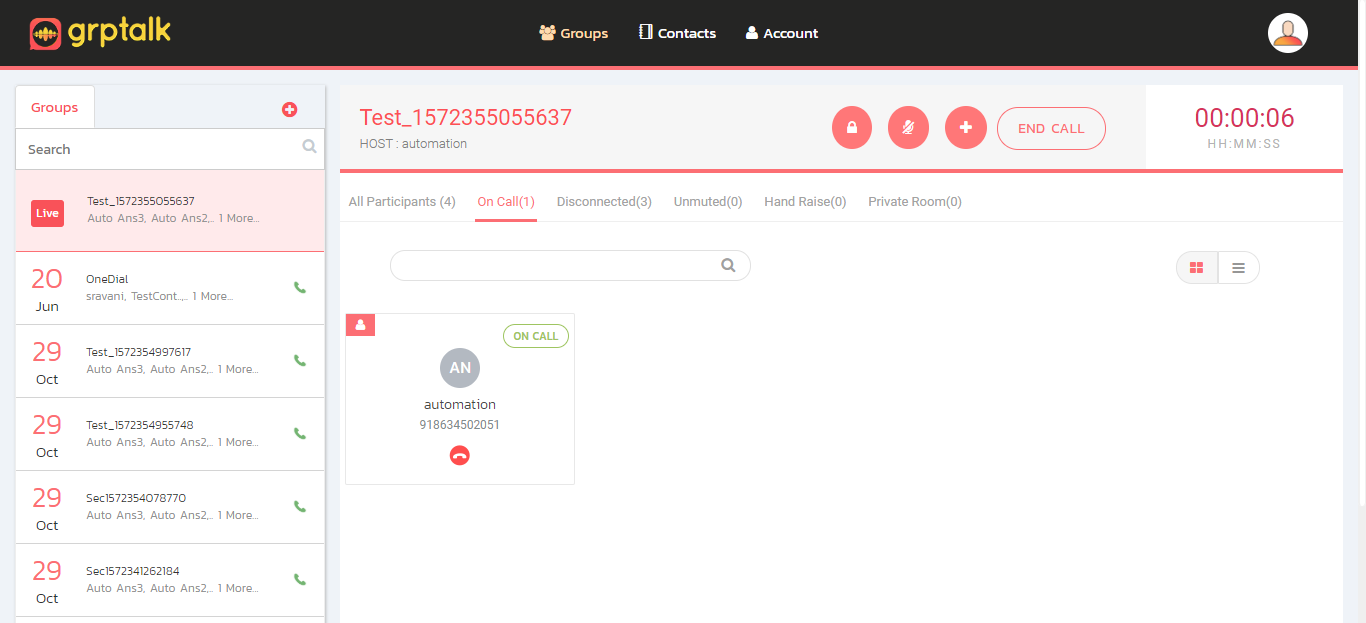 grptalk
Groups
Contacts
Account
Groups
Search
Live
Test_1572355055637
Auto Ans3, Auto Ans2,.. 1 More...
20
Jun
OneDial
sravani, TestCont..,.. 1 More...
29
Oct
Test_1572354997617
Auto Ans3, Auto Ans2,.. 1 More...
29
Oct
Test_1572354955748
Auto Ans3, Auto Ans2,.. 1 More...
29
Oct
Sec1572354078770
Auto Ans3, Auto Ans2,.. 1 More...
29
Oct
Sec1572341262184
Auto Ans3, Auto Ans2,.. 1 More...
Test_1572355055637
HOST : automation
END CALL
00:00:06
HH:MM:SS
All Participants (4)
On Call(1)
Disconnected(3)
Unmuted(0)
Hand Raise(0)
Private Room(0)
ON CALL
AN
automation
918634502051